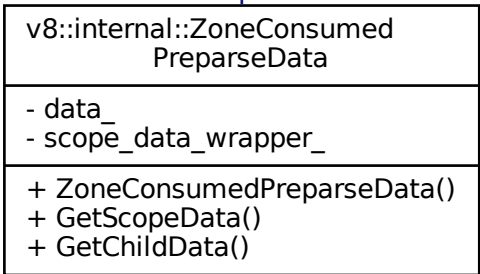 v8::internal::ZoneConsumed
PreparseData
- data_
- scope_data_wrapper_
+ ZoneConsumedPreparseData()
+ GetScopeData()
+ GetChildData()